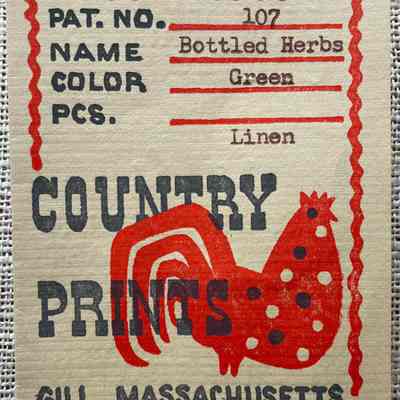 PAT. NO. 107
NAME Bottled Herbs
COLOR Green
PCS.
Linen
COUNTRY
PRINTS
GILL MASSACHUSETTS